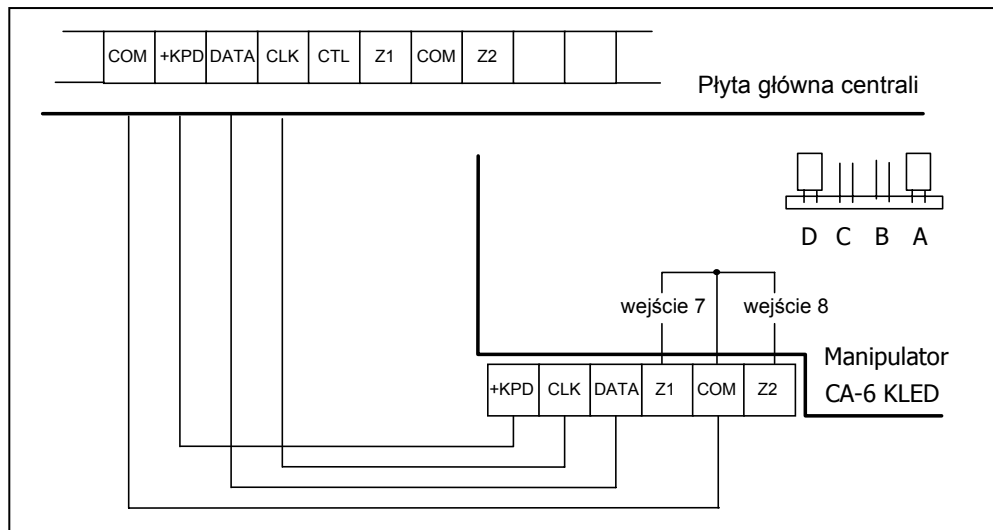 COM +KPD DATA CLK CTL Z1 COM Z2
Płyta główna centrali
D C B A
wejście 7 wejście 8
Manipulator
CA-6 KLED
+KPD CLK DATA Z1 COM Z2